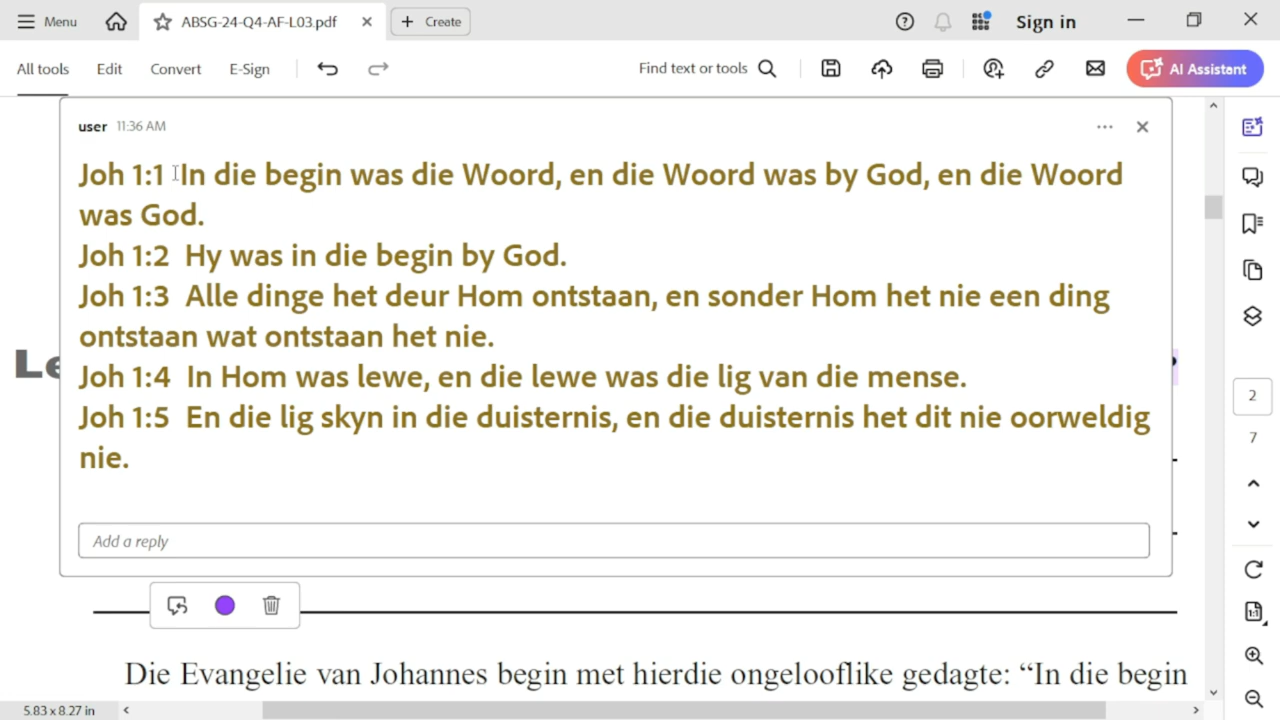 Menu
ABSG-24-Q4-AF-L03.pdf
Create
Sign in
All tools
Edit
Convert
E-Sign
Find text or tools
AI Assistant
user 11:36 AM
Joh 1:1 In die begin was die Woord, en die Woord was by God, en die Woord
was God.
Joh 1:2 Hy was in die begin by God.
Joh 1:3 Alle dinge het deur Hom ontstaan, en sonder Hom het nie een ding
ontstaan wat ontstaan het nie.
Joh 1:4 In Hom was lewe, en die lewe was die lig van die mense.
Joh 1:5 En die lig skyn in die duisternis, en die duisternis het dit nie oorweldig
nie.
Le
2
7
Add a reply
1:1
Die Evangelie van Johannes begin met hierdie ongelooflike gedagte: “In die begin
5.83 x 8.27 in